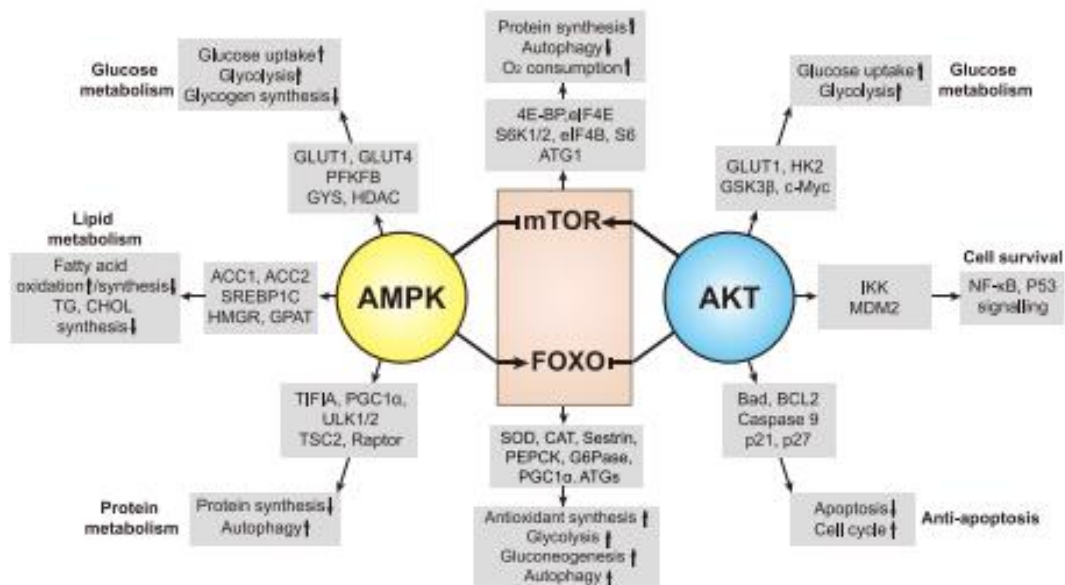 Protein synthesis↑
Autophagy↓
O₂ consumption↑
Glucose
metabolism
Glucose uptake↑
Glycolysis↑
Glycogen synthesis↓
Glucose uptake↑
Glycolysis↑
Glucose
metabolism
4E-BP,eIF4E
S6K1/2, eIF4B, S6
ATG1
GLUT1, GLUT4
PFKFB
GYS, HDAC
GLUT1, HK2
GSK3β, c-Myc
mTOR
Lipid
metabolism
Fatty acid
oxidation↑/synthesis↓
TG, CHOL
synthesis↓
ACC1, ACC2
SREBP1C
HMGR, GPAT
AMPK
AKT
IKK
MDM2
Cell survival
NF-κB, P53
signalling
FOXO
TIFIA, PGC1α,
ULK1/2
TSC2, Raptor
SOD, CAT, Sestrin,
PEPCK, G6Pase,
PGC1α, ATGs
Bad, BCL2
Caspase 9
p21, p27
Protein
metabolism
Protein synthesis↓
Autophagy↑
Antioxidant synthesis ↑
Glycolysis ↑
Gluconeogenesis ↑
Autophagy ↑
Apoptosis↓
Cell cycle↑
Anti-apoptosis